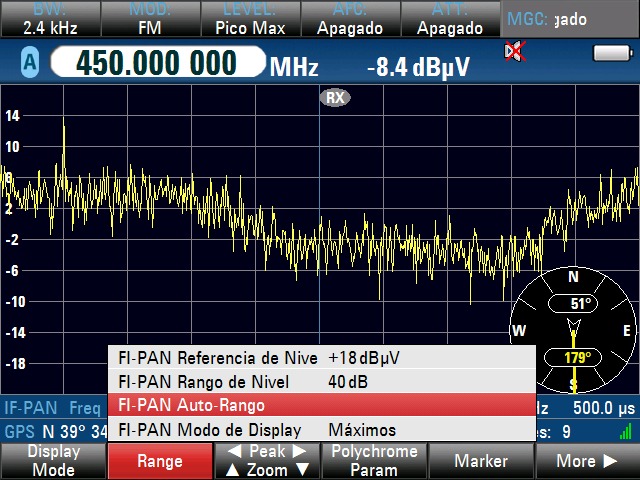 BW: MD: LEVEL: AFC: ATT: MGC:
2.4 kHz FM Pico Max Apagado Apagado gado
A 450.000 000 MHz -8.4 dBµV
RX
14
10
6
2
-2
-6
-10
-14
-18
N
51°
W E
179°
S
FI-PAN Referencia de Nive +18 dBµV
FI-PAN Rango de Nivel 40 dB
FI-PAN Auto-Rango
FI-PAN Modo de Display Máximos
IF-PAN Freq Hz 500.0 µs
GPS N 39° 34 es: 9
Display Mode
Range
◀ Peak ▶
▲ Zoom ▼
Polychrome Param
Marker
More ▶